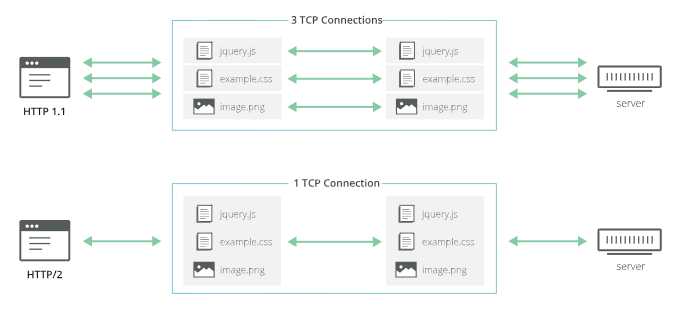 3 TCP Connections
jquery.js jquery.js
example.css example.css
image.png image.png
HTTP 1.1
server
1 TCP Connection
jquery.js jquery.js
example.css example.css
image.png image.png
HTTP/2
server